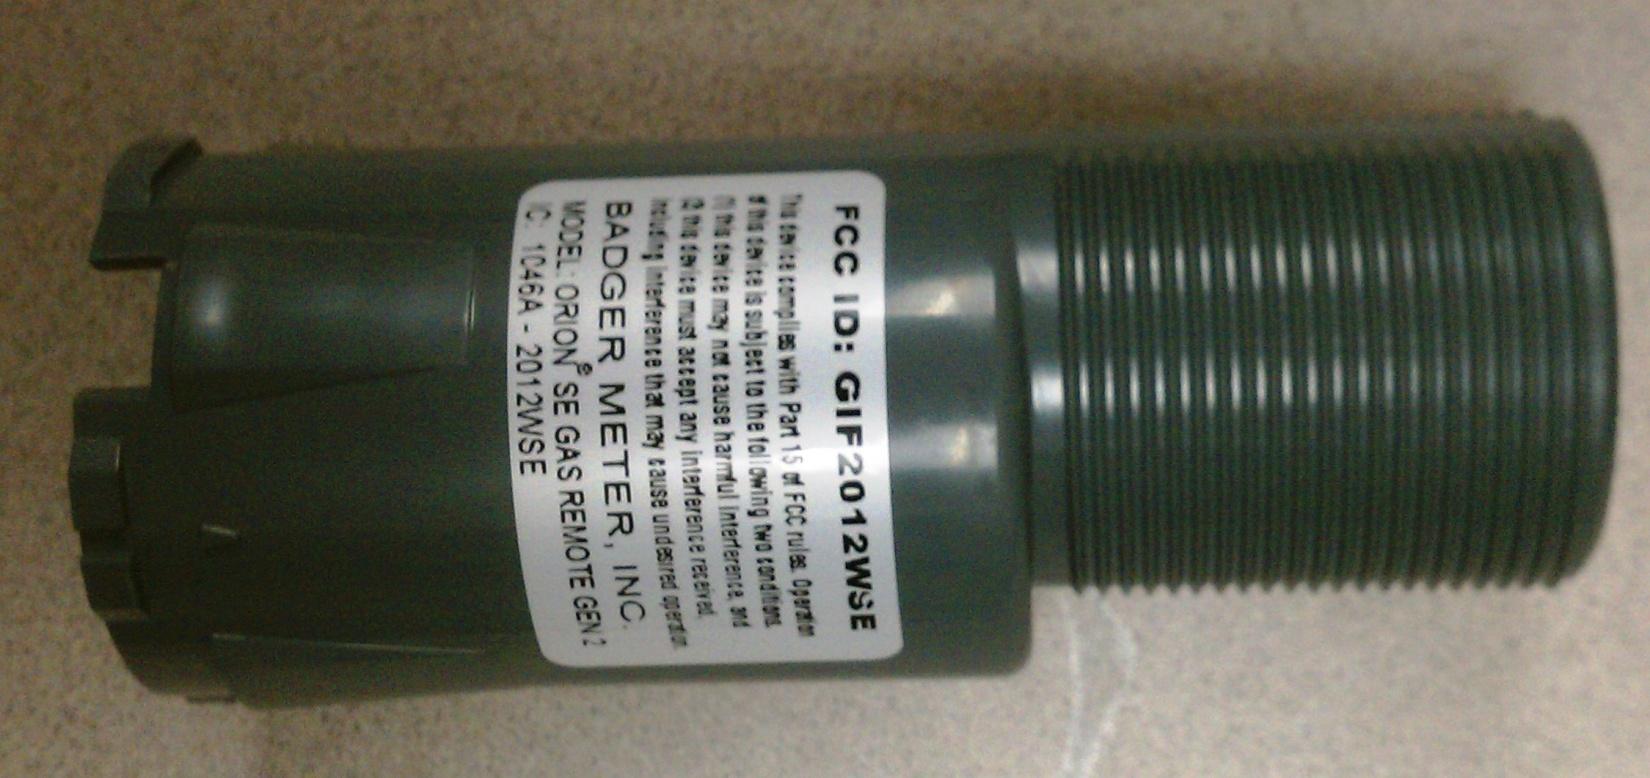 FCC ID: GIF2012WSE
This device complies with Part 15 of FCC rules. Operation
of this device is subject to the following two conditions.
(1) this device may not cause harmful interference, and
(2) this device must accept any interference received,
including interference that may cause undesired operation
BADGER METER, INC.
MODEL: ORION® SE GAS REMOTE GEN 2
IC: 1046A - 2012WSE